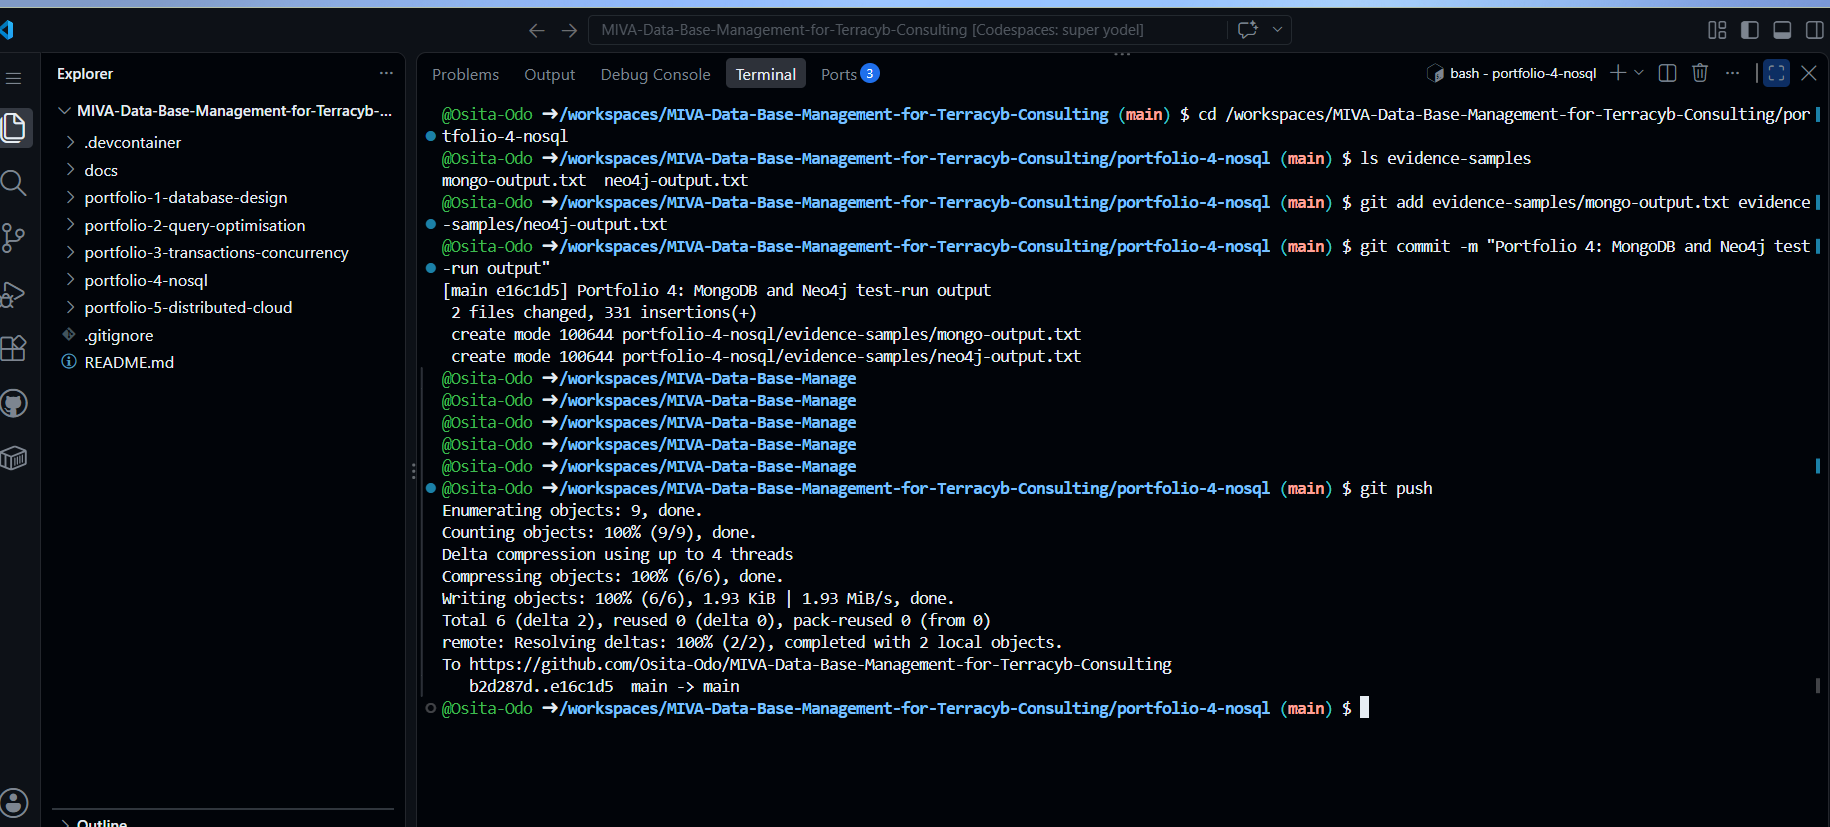 MIVA-Data-Base-Management-for-Terracyb-Consulting [Codespaces: super yodel]
Explorer
MIVA-Data-Base-Management-for-Terracyb-...
.devcontainer
docs
portfolio-1-database-design
portfolio-2-query-optimisation
portfolio-3-transactions-concurrency
portfolio-4-nosql
portfolio-5-distributed-cloud
.gitignore
README.md
Outline
Problems Output Debug Console Terminal Ports 3
bash - portfolio-4-nosql
@Osita-Odo ➜/workspaces/MIVA-Data-Base-Management-for-Terracyb-Consulting (main) $ cd /workspaces/MIVA-Data-Base-Management-for-Terracyb-Consulting/por
tfolio-4-nosql
@Osita-Odo ➜/workspaces/MIVA-Data-Base-Management-for-Terracyb-Consulting/portfolio-4-nosql (main) $ ls evidence-samples
mongo-output.txt  neo4j-output.txt
@Osita-Odo ➜/workspaces/MIVA-Data-Base-Management-for-Terracyb-Consulting/portfolio-4-nosql (main) $ git add evidence-samples/mongo-output.txt evidence
-samples/neo4j-output.txt
@Osita-Odo ➜/workspaces/MIVA-Data-Base-Management-for-Terracyb-Consulting/portfolio-4-nosql (main) $ git commit -m "Portfolio 4: MongoDB and Neo4j test
-run output"
[main e16c1d5] Portfolio 4: MongoDB and Neo4j test-run output
 2 files changed, 331 insertions(+)
 create mode 100644 portfolio-4-nosql/evidence-samples/mongo-output.txt
 create mode 100644 portfolio-4-nosql/evidence-samples/neo4j-output.txt
@Osita-Odo ➜/workspaces/MIVA-Data-Base-Manage
@Osita-Odo ➜/workspaces/MIVA-Data-Base-Manage
@Osita-Odo ➜/workspaces/MIVA-Data-Base-Manage
@Osita-Odo ➜/workspaces/MIVA-Data-Base-Manage
@Osita-Odo ➜/workspaces/MIVA-Data-Base-Manage
@Osita-Odo ➜/workspaces/MIVA-Data-Base-Management-for-Terracyb-Consulting/portfolio-4-nosql (main) $ git push
Enumerating objects: 9, done.
Counting objects: 100% (9/9), done.
Delta compression using up to 4 threads
Compressing objects: 100% (6/6), done.
Writing objects: 100% (6/6), 1.93 KiB | 1.93 MiB/s, done.
Total 6 (delta 2), reused 0 (delta 0), pack-reused 0 (from 0)
remote: Resolving deltas: 100% (2/2), completed with 2 local objects.
To https://github.com/Osita-Odo/MIVA-Data-Base-Management-for-Terracyb-Consulting
   b2d287d..e16c1d5  main -> main
@Osita-Odo ➜/workspaces/MIVA-Data-Base-Management-for-Terracyb-Consulting/portfolio-4-nosql (main) $